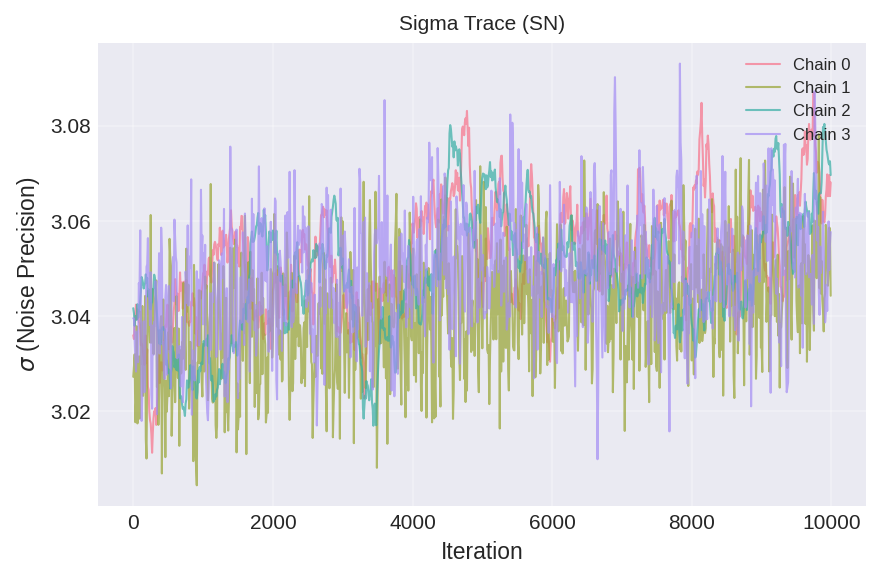 Sigma Trace (SN)
Chain 0
Chain 1
Chain 2
Chain 3
3.08
3.06
3.04
3.02
σ (Noise Precision)
0 2000 4000 6000 8000 10000
Iteration